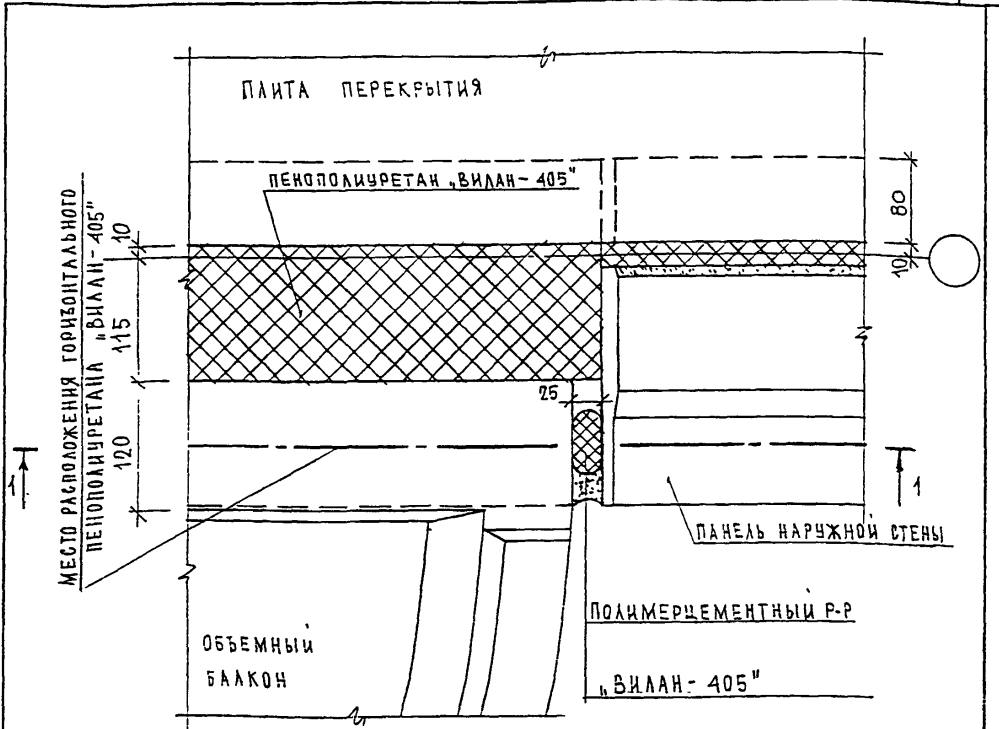 ПЛИТА ПЕРЕКРЫТИЯ
ПЕНОПОЛИУРЕТАН „ВИЛАН-405"
МЕСТО РАСПОЛОЖЕНИЯ ГОРИЗОНТАЛЬНОГО
ПЕНОПОЛИУРЕТАНА „ВИЛАН-405"
10
115
120
80
10
25
1
1
ПАНЕЛЬ НАРУЖНОЙ СТЕНЫ
ПОЛИМЕРЦЕМЕНТНЫЙ Р-Р
„ВИЛАН-405"
ОБЪЕМНЫЙ
БАЛКОН